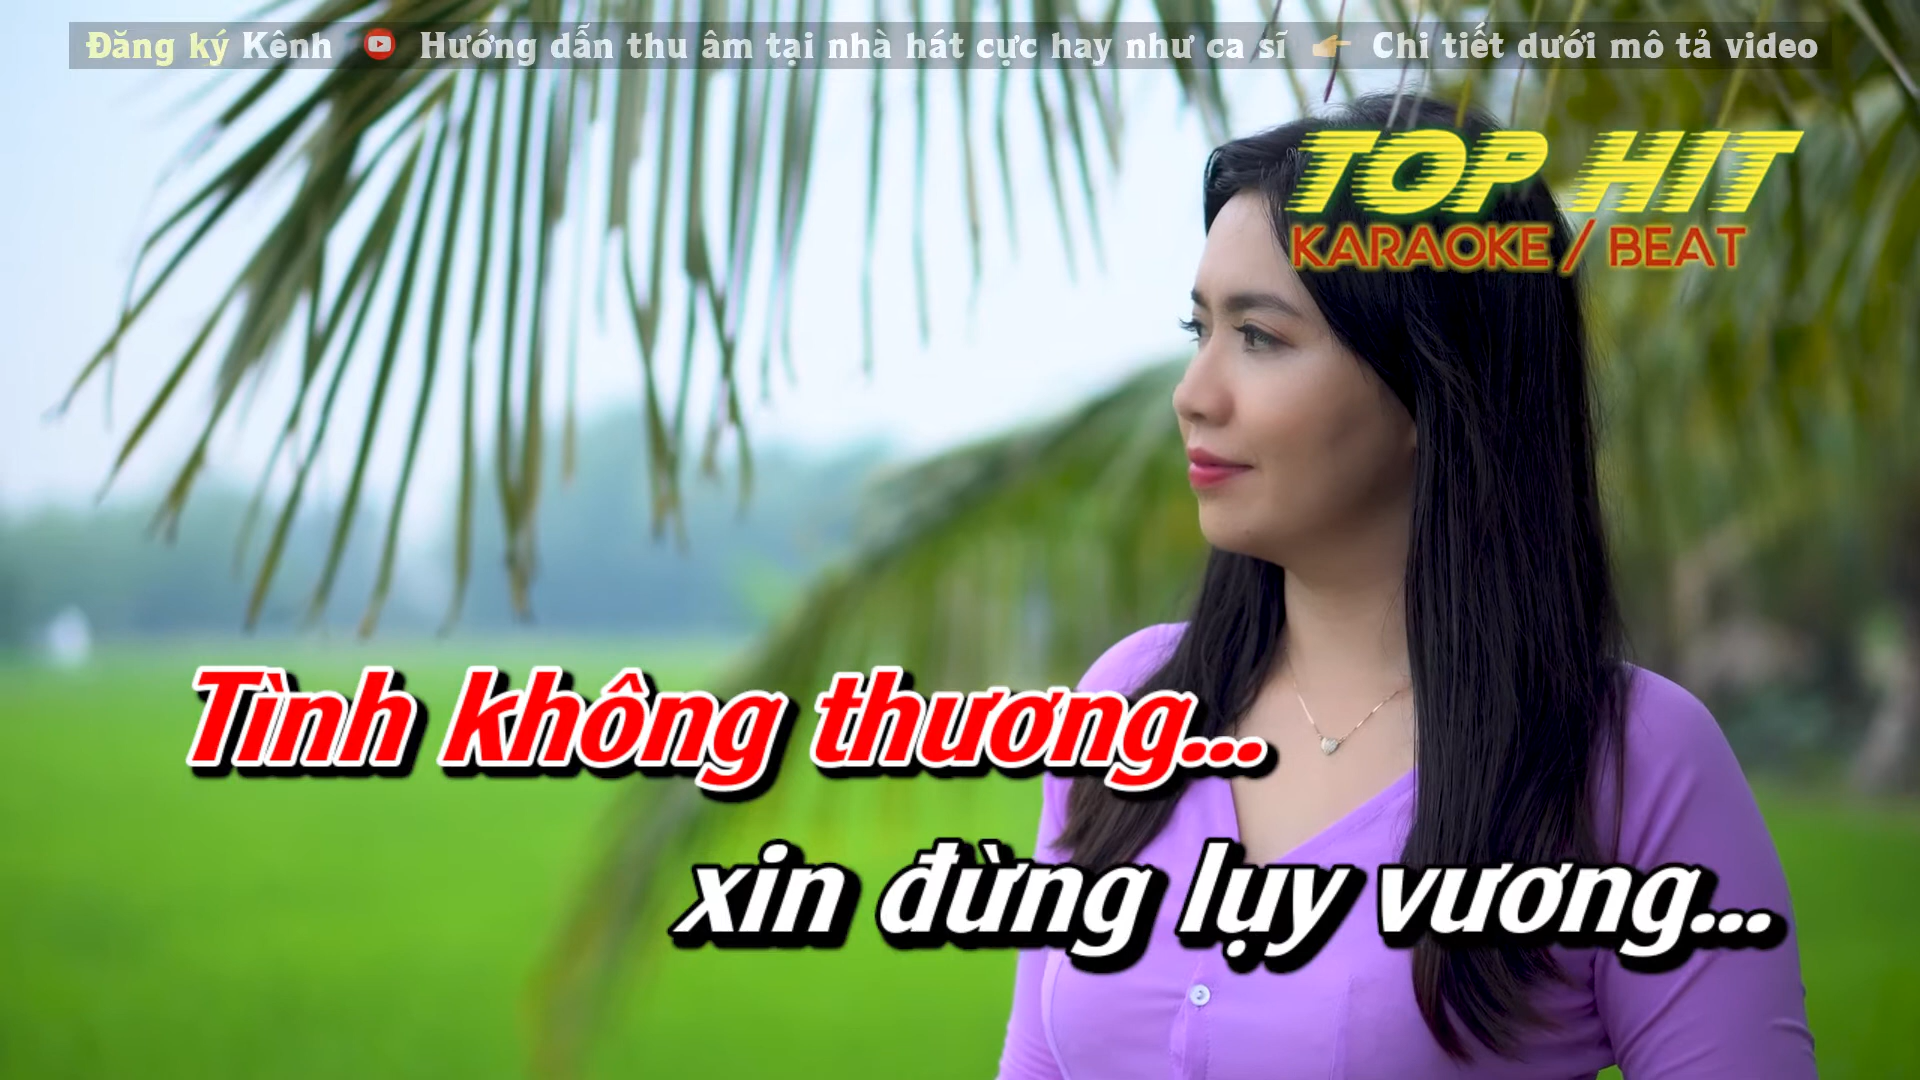 Đăng ký Kênh Hướng dẫn thu âm tại nhà hát cực hay như ca sĩ 👉 Chi tiết dưới mô tả video
TOP HIT
KARAOKE / BEAT
Tình không thương...
xin đừng lụy vương...